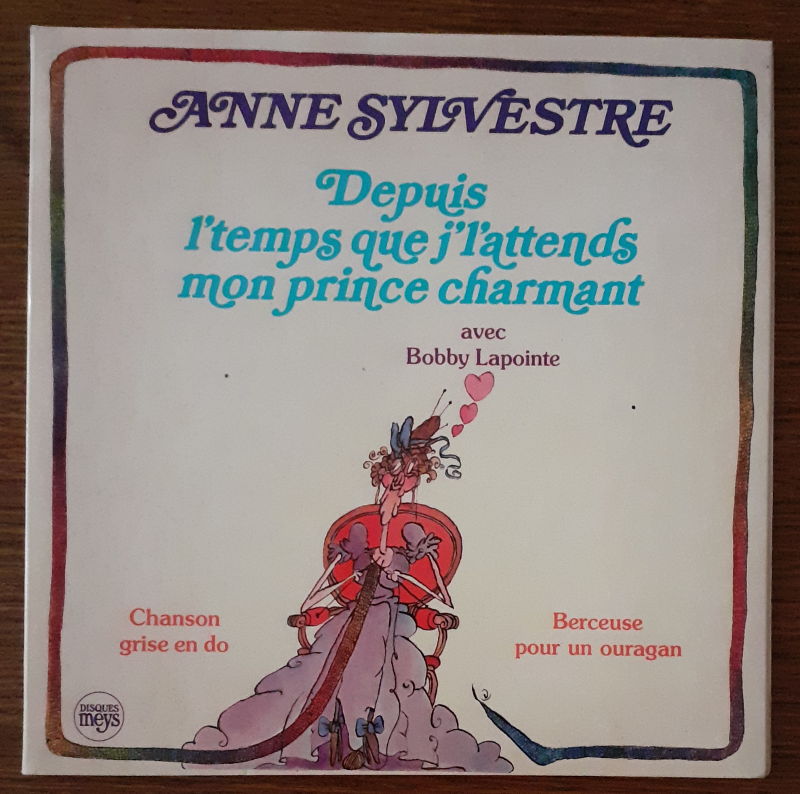 ANNE SYLVESTRE
Depuis
l'temps que j'l'attends
mon prince charmant
avec
Bobby Lapointe
Chanson
grise en do
Berceuse
pour un ouragan
DISQUES
meys